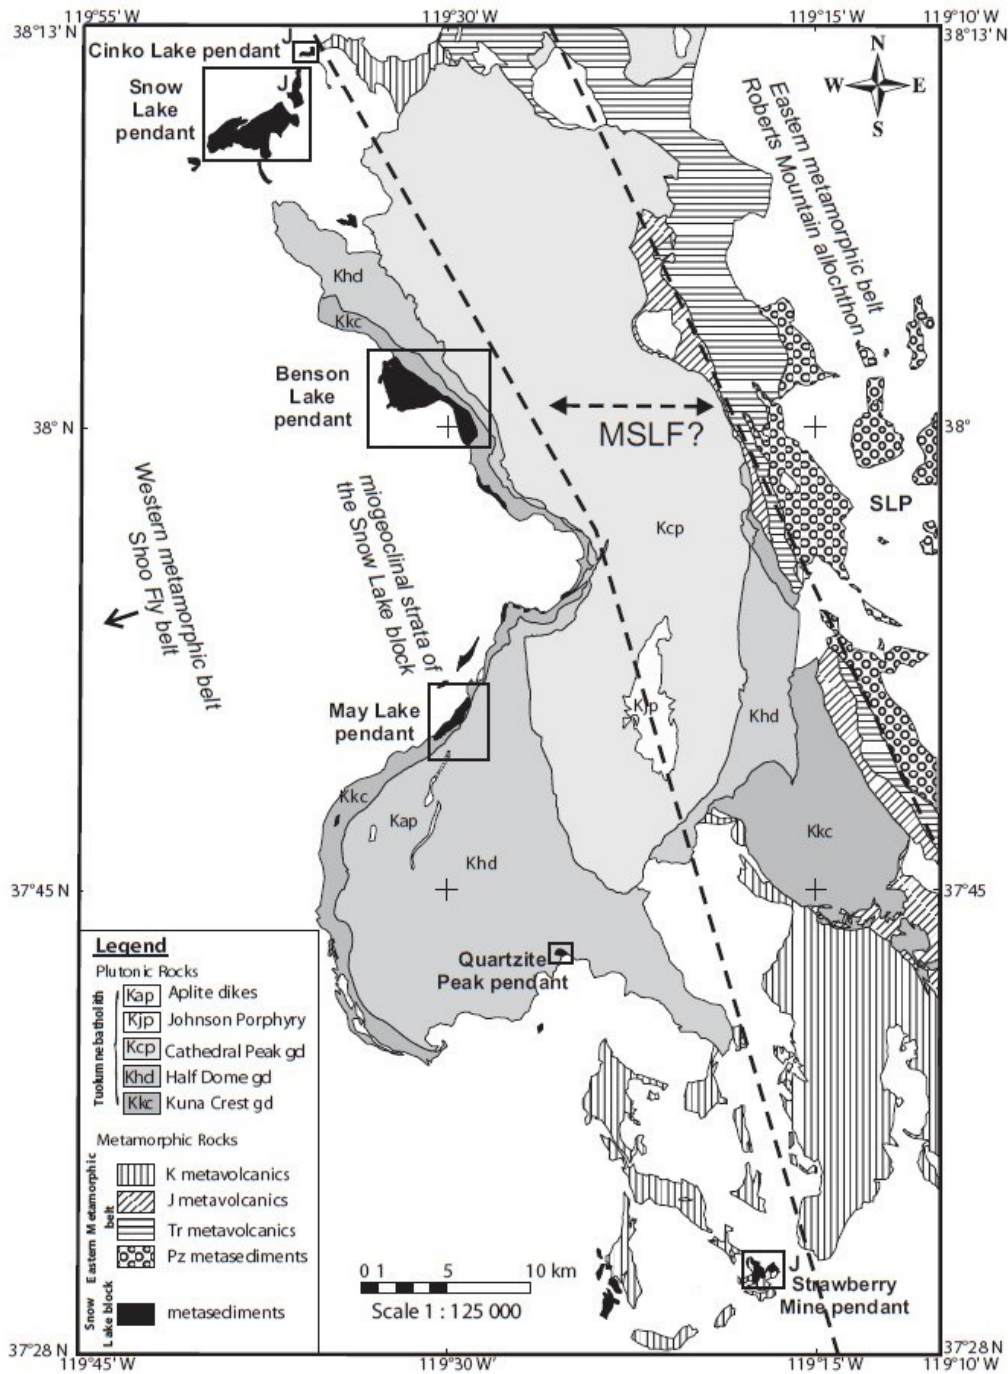 119°55'W
119°30'W
119°15'W
119°10'W
38°13' N
38°13'N
Cinko Lake pendant
J
Snow
Lake
pendant
J
N
W
E
S
Eastern metamorphic belt
Roberts Mountain allochthon
Khd
Kkc
Benson
Lake
pendant
38° N
38°
MSLF?
SLP
Kcp
Western metamorphic belt
Shoo Fly belt
miogeoclinal strata of
the Snow Lake block
May Lake
pendant
Kjp
Khd
Kkc
Kap
Kkc
Khd
37°45 N
37°45
Quartzite
Peak pendant
Legend
Plutonic Rocks
Tuolumne batholith
Kap Aplite dikes
Kjp Johnson Porphyry
Kcp Cathedral Peak gd
Khd Half Dome gd
Kkc Kuna Crest gd
Metamorphic Rocks
Eastern Metamorphic
belt
K metavolcanics
J metavolcanics
Tr metavolcanics
Pz metasediments
Snow
Lake block
metasediments
0 1 5 10 km
Scale 1 : 125 000
J
Strawberry
Mine pendant
37°28 N
37°28 N
119°45'W
119°30'W
119°15'W
119°10'W